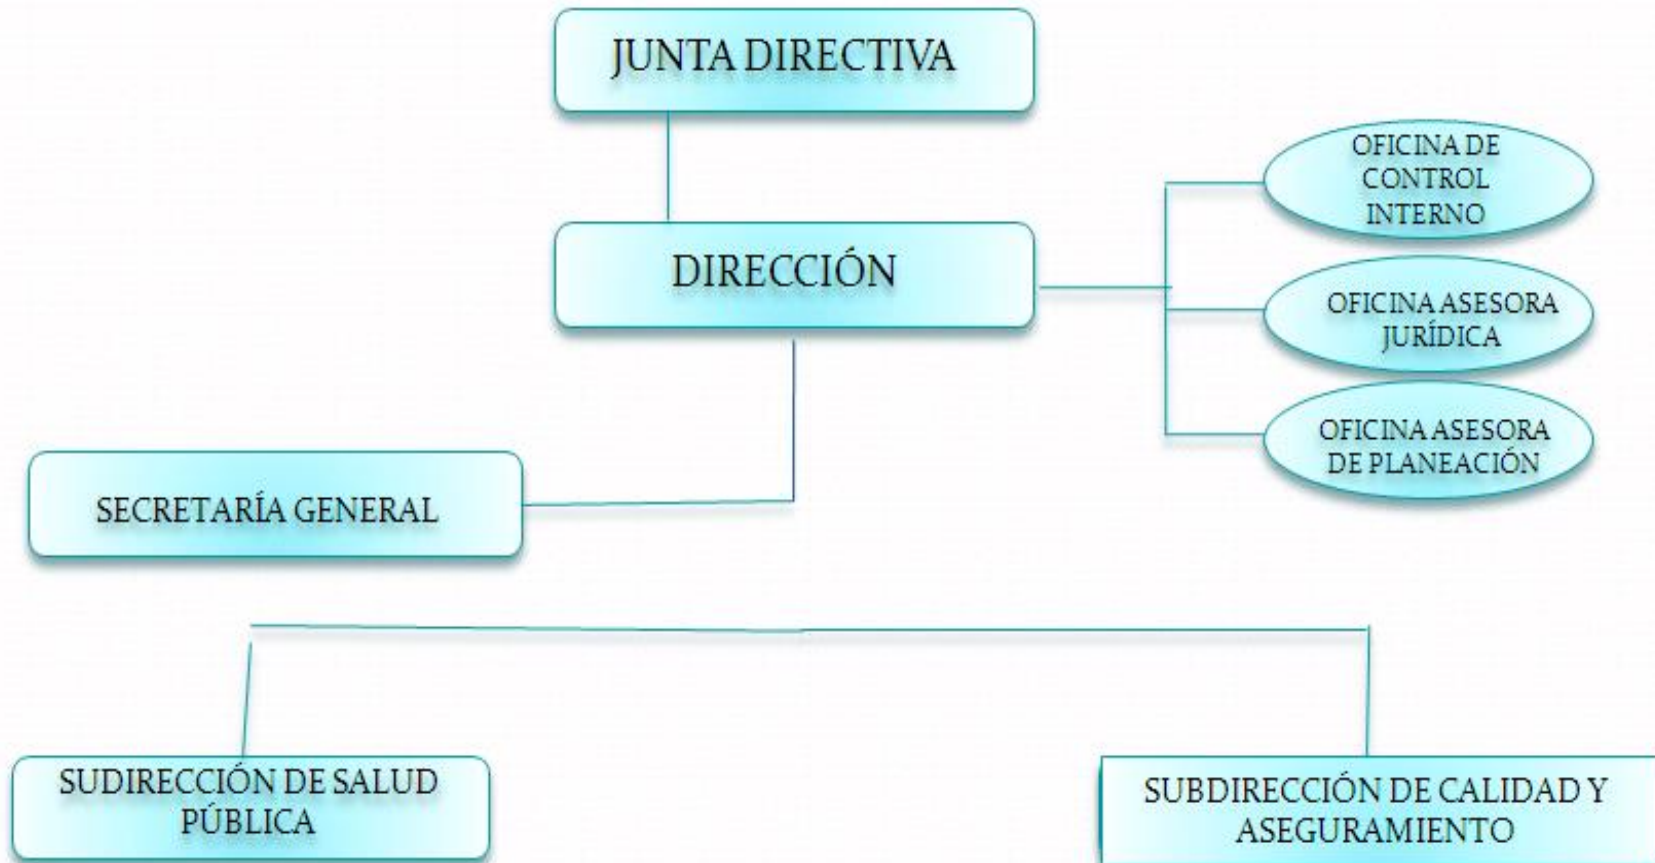 JUNTA DIRECTIVA
DIRECCIÓN
OFICINA DE
CONTROL
INTERNO
OFICINA ASESORA
JURÍDICA
OFICINA ASESORA
DE PLANEACIÓN
SECRETARÍA GENERAL
SUDIRECCIÓN DE SALUD
PÚBLICA
SUBDIRECCIÓN DE CALIDAD Y
ASEGURAMIENTO